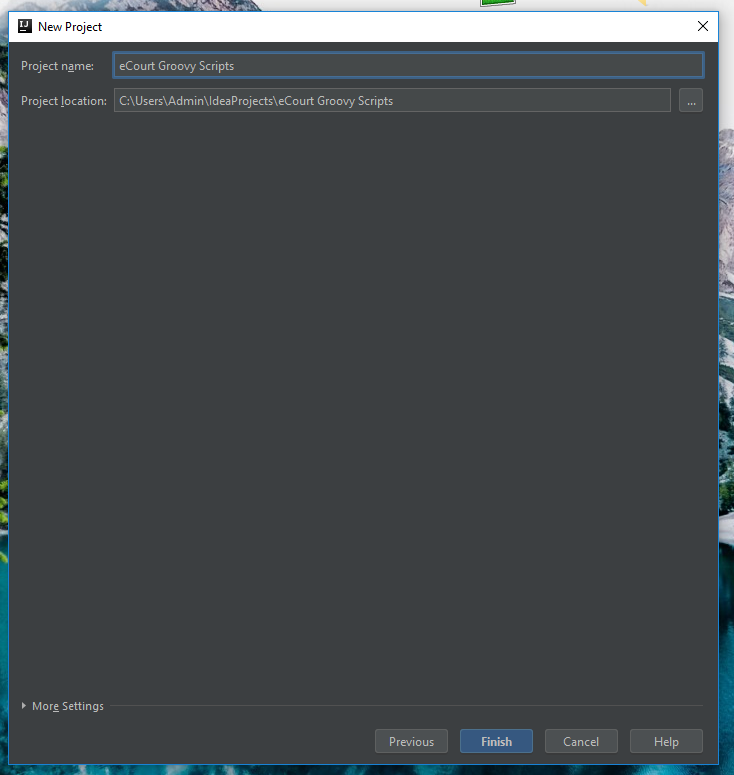 IJ
New Project
Project name: eCourt Groovy Scripts
Project location: C:\Users\Admin\IdeaProjects\eCourt Groovy Scripts ...
More Settings
Previous Finish Cancel Help